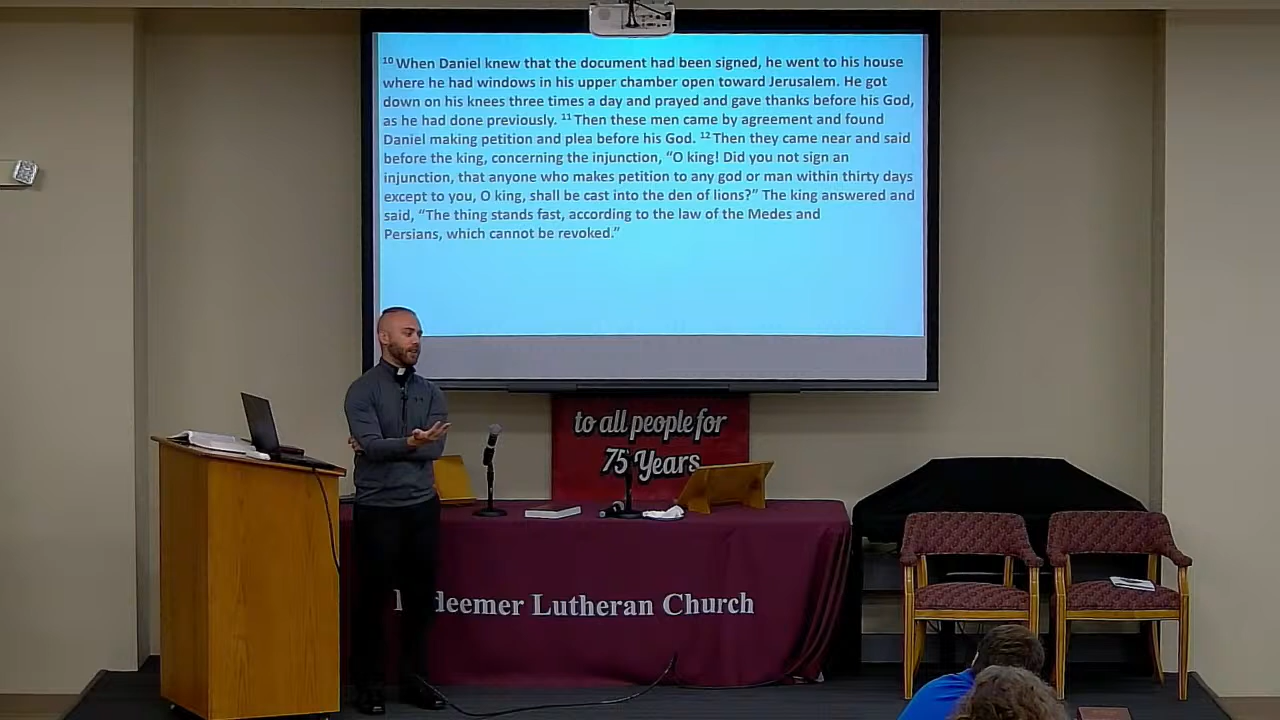 10 When Daniel knew that the document had been signed, he went to his house
where he had windows in his upper chamber open toward Jerusalem. He got
down on his knees three times a day and prayed and gave thanks before his God,
as he had done previously. 11 Then these men came by agreement and found
Daniel making petition and plea before his God. 12 Then they came near and said
before the king, concerning the injunction, “O king! Did you not sign an
injunction, that anyone who makes petition to any god or man within thirty days
except to you, O king, shall be cast into the den of lions?” The king answered and
said, “The thing stands fast, according to the law of the Medes and
Persians, which cannot be revoked.”
to all people for
75 Years
deemer Lutheran Church